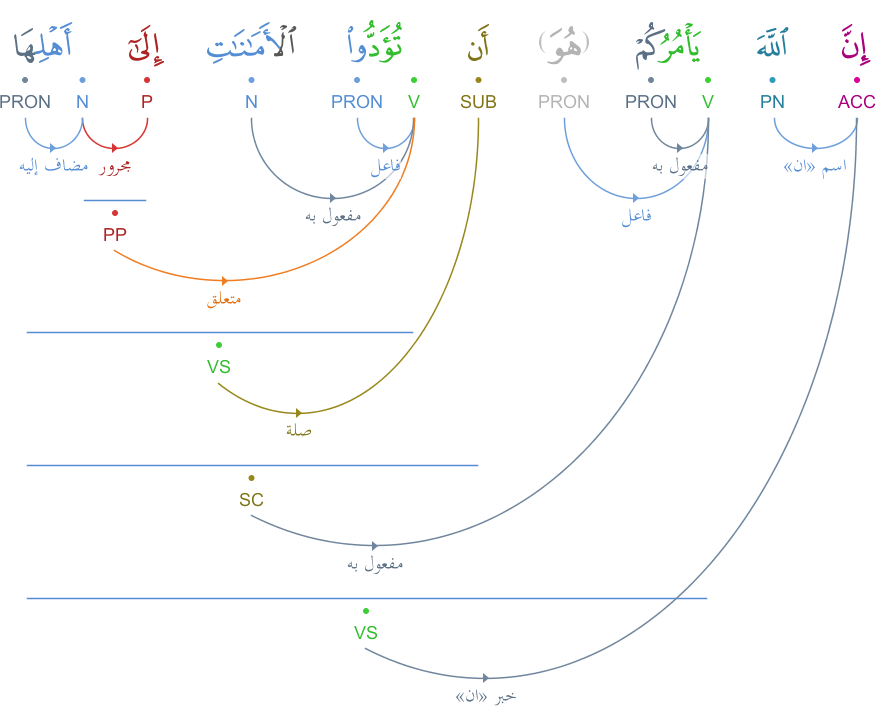 إِنَّ ٱللَّهَ يَأْمُرُكُمْ (هُوَ) أَن تُؤَدُّوا۟ ٱلْأَمَـٰنَـٰتِ إِلَىٰٓ أَهْلِهَا
PRON N P N PRON V SUB PRON PRON V PN ACC
اسم «ان» مفعول به فاعل مجرور مضاف إليه
فاعل مفعول به
PP
متعلق
VS
صلة
SC
مفعول به
VS
خبر «ان»